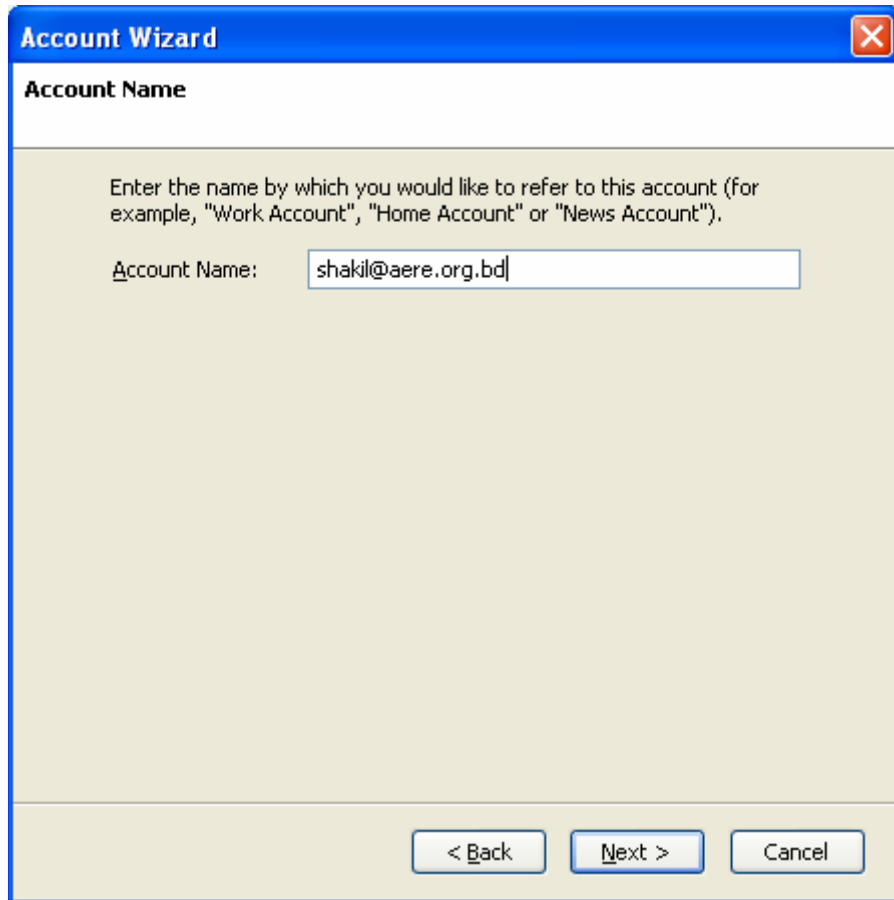 Account Wizard
Account Name
Enter the name by which you would like to refer to this account (for
example, "Work Account", "Home Account" or "News Account").
Account Name: shakil@aere.org.bd
< Back Next > Cancel